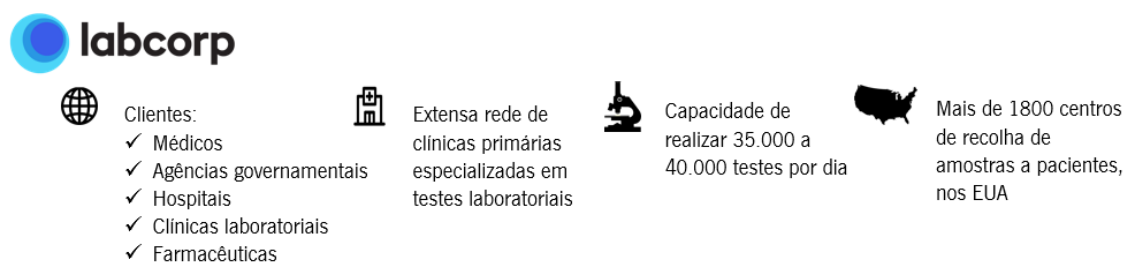 labcorp
Clientes:
✓ Médicos
✓ Agências governamentais
✓ Hospitais
✓ Clínicas laboratoriais
✓ Farmacêuticas
Extensa rede de
clínicas primárias
especializadas em
testes laboratoriais
Capacidade de
realizar 35.000 a
40.000 testes por dia
Mais de 1800 centros
de recolha de
amostras a pacientes,
nos EUA